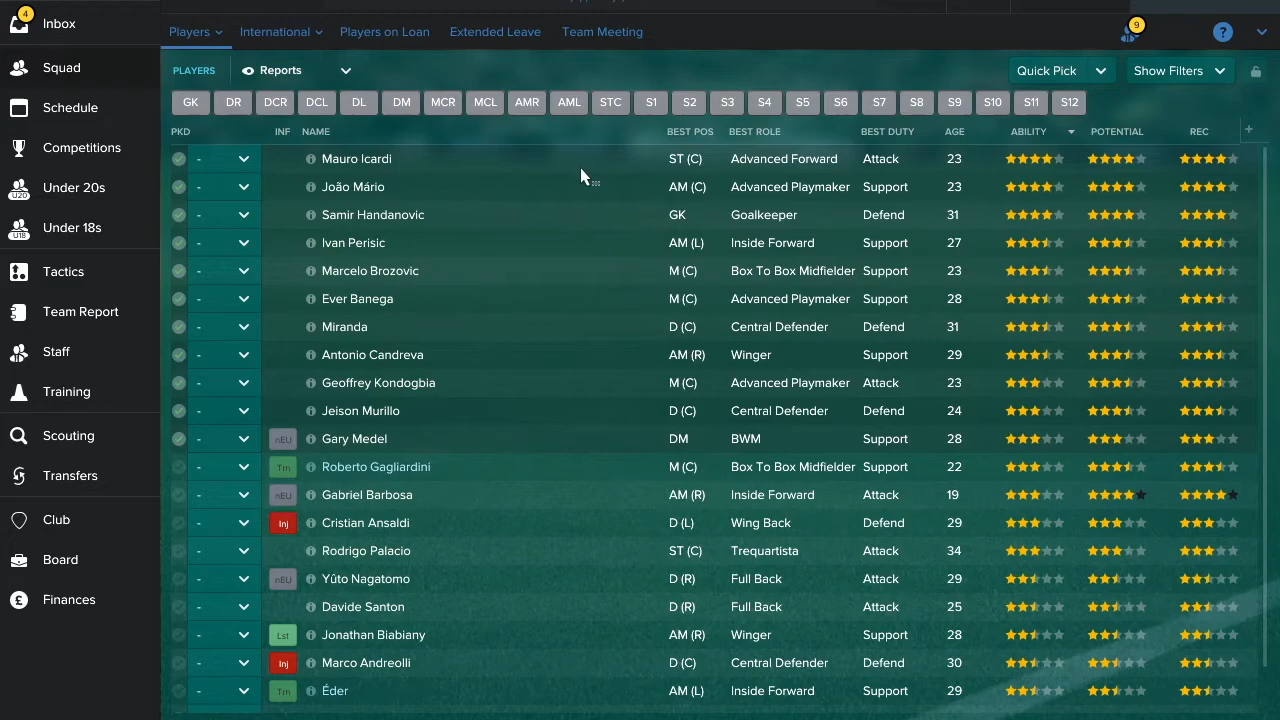 4
Inbox
Squad
Schedule
Competitions
U20
Under 20s
U18
Under 18s
Tactics
Team Report
Staff
Training
Scouting
Transfers
Club
Board
£ Finances
Players International Players on Loan Extended Leave Team Meeting 9 ?
PLAYERS Reports Quick Pick Show Filters
GK DR DCR DCL DL DM MCR MCL AMR AML STC S1 S2 S3 S4 S5 S6 S7 S8 S9 S10 S11 S12
PKD INF NAME BEST POS BEST ROLE BEST DUTY AGE ABILITY POTENTIAL REC +
- Mauro Icardi ST (C) Advanced Forward Attack 23
- João Mário AM (C) Advanced Playmaker Support 23
- Samir Handanovic GK Goalkeeper Defend 31
- Ivan Perisic AM (L) Inside Forward Support 27
- Marcelo Brozovic M (C) Box To Box Midfielder Support 23
- Ever Banega M (C) Advanced Playmaker Support 28
- Miranda D (C) Central Defender Defend 31
- Antonio Candreva AM (R) Winger Support 29
- Geoffrey Kondogbia M (C) Advanced Playmaker Attack 23
- Jeison Murillo D (C) Central Defender Defend 24
- nEU Gary Medel DM BWM Support 28
- Trn Roberto Gagliardini M (C) Box To Box Midfielder Support 22
- nEU Gabriel Barbosa AM (R) Inside Forward Attack 19
- Inj Cristian Ansaldi D (L) Wing Back Defend 29
- Rodrigo Palacio ST (C) Trequartista Attack 34
- nEU Yûto Nagatomo D (R) Full Back Attack 29
- Davide Santon D (R) Full Back Attack 25
- Lst Jonathan Biabiany AM (R) Winger Support 28
- Inj Marco Andreolli D (C) Central Defender Defend 30
- Trn Éder AM (L) Inside Forward Support 29